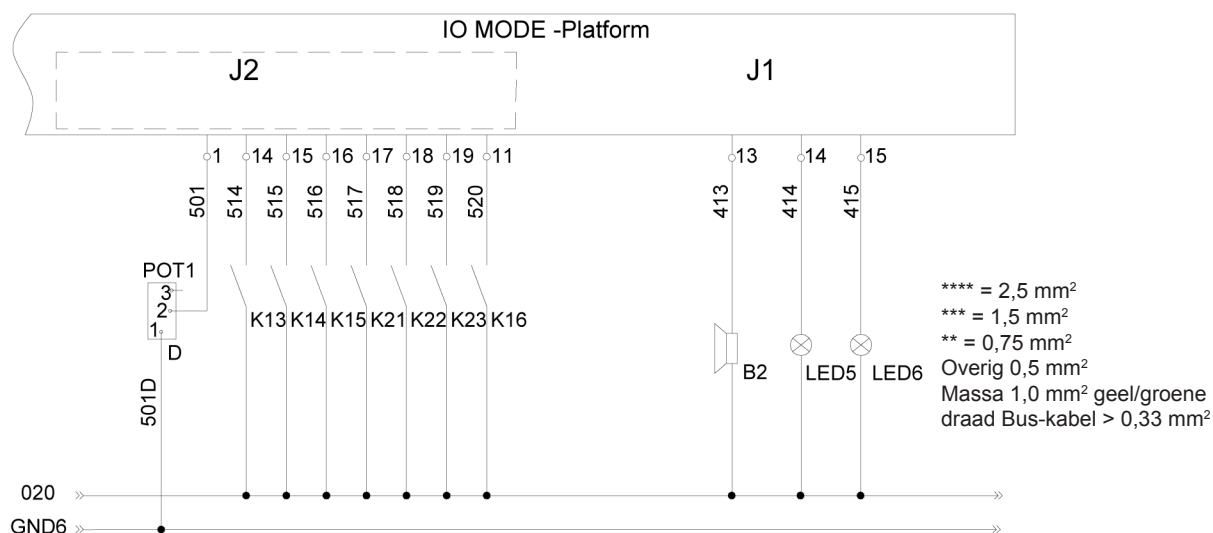 IO MODE -Platform
J2
J1
1
14
15
16
17
18
19
11
13
14
15
501
514
515
516
517
518
519
520
413
414
415
POT1
3
2
1
D
K13
K14
K15
K21
K22
K23
K16
B2
LED5
LED6
501D
**** = 2,5 mm²
*** = 1,5 mm²
** = 0,75 mm²
Overig 0,5 mm²
Massa 1,0 mm² geel/groene
draad Bus-kabel > 0,33 mm²
020
GND6